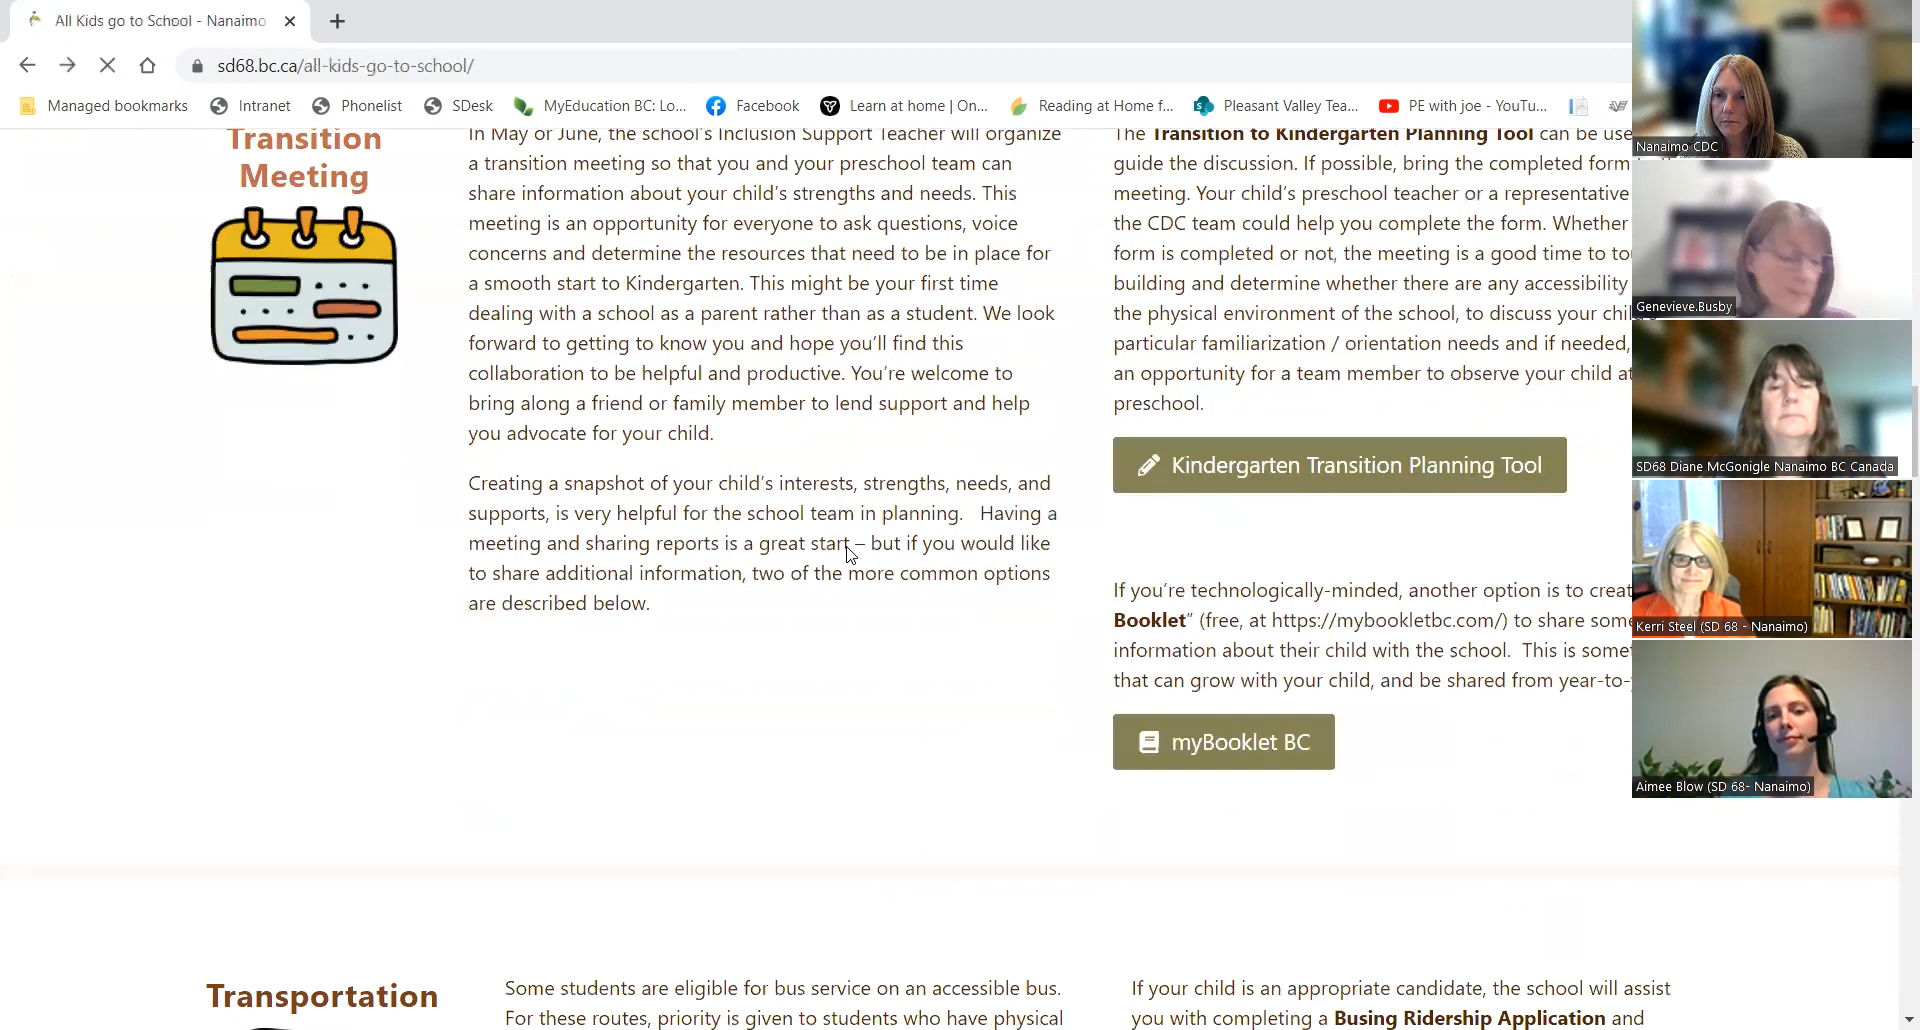 All Kids go to School - Nanaimo
sd68.bc.ca/all-kids-go-to-school/
Managed bookmarks
Intranet
Phonelist
SDesk
MyEducation BC: Lo...
Facebook
Learn at home | On...
Reading at Home f...
Pleasant Valley Tea...
PE with joe - YouTu...
Transition
Meeting
In May or June, the school's Inclusion Support Teacher will organize
a transition meeting so that you and your preschool team can
share information about your child's strengths and needs. This
meeting is an opportunity for everyone to ask questions, voice
concerns and determine the resources that need to be in place for
a smooth start to Kindergarten. This might be your first time
dealing with a school as a parent rather than as a student. We look
forward to getting to know you and hope you'll find this
collaboration to be helpful and productive. You're welcome to
bring along a friend or family member to lend support and help
you advocate for your child.
Creating a snapshot of your child's interests, strengths, needs, and
supports, is very helpful for the school team in planning. Having a
meeting and sharing reports is a great start – but if you would like
to share additional information, two of the more common options
are described below.
The Transition to Kindergarten Planning Tool can be use
guide the discussion. If possible, bring the completed form
meeting. Your child's preschool teacher or a representative
the CDC team could help you complete the form. Whether
form is completed or not, the meeting is a good time to to
building and determine whether there are any accessibility
the physical environment of the school, to discuss your chil
particular familiarization / orientation needs and if needed,
an opportunity for a team member to observe your child at
preschool.
Kindergarten Transition Planning Tool
If you're technologically-minded, another option is to creat
Booklet" (free, at https://mybookletbc.com/) to share some
information about their child with the school. This is some
that can grow with your child, and be shared from year-to-
myBooklet BC
Transportation
Some students are eligible for bus service on an accessible bus.
For these routes, priority is given to students who have physical
If your child is an appropriate candidate, the school will assist
you with completing a Busing Ridership Application and
Nanaimo CDC
Genevieve.Busby
SD68 Diane McGonigle Nanaimo BC Canada
Kerri Steel (SD 68 - Nanaimo)
Aimee Blow (SD 68- Nanaimo)